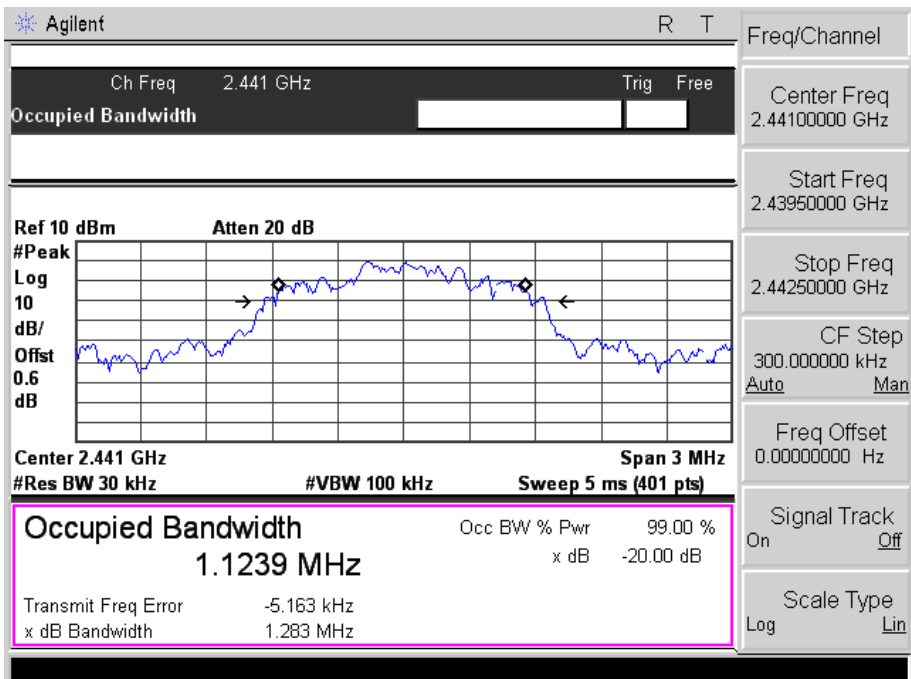 Agilent R T
Ch Freq 2.441 GHz Trig Free
Occupied Bandwidth
Ref 10 dBm Atten 20 dB
#Peak
Log
10
dB/
Offst
0.6
dB
Center 2.441 GHz Span 3 MHz
#Res BW 30 kHz #VBW 100 kHz Sweep 5 ms (401 pts)
Occupied Bandwidth Occ BW % Pwr 99.00 %
1.1239 MHz x dB -20.00 dB
Transmit Freq Error -5.163 kHz
x dB Bandwidth 1.283 MHz
Freq/Channel
Center Freq
2.44100000 GHz
Start Freq
2.43950000 GHz
Stop Freq
2.44250000 GHz
CF Step
300.000000 kHz
Auto Man
Freq Offset
0.00000000 Hz
Signal Track
On Off
Scale Type
Log Lin